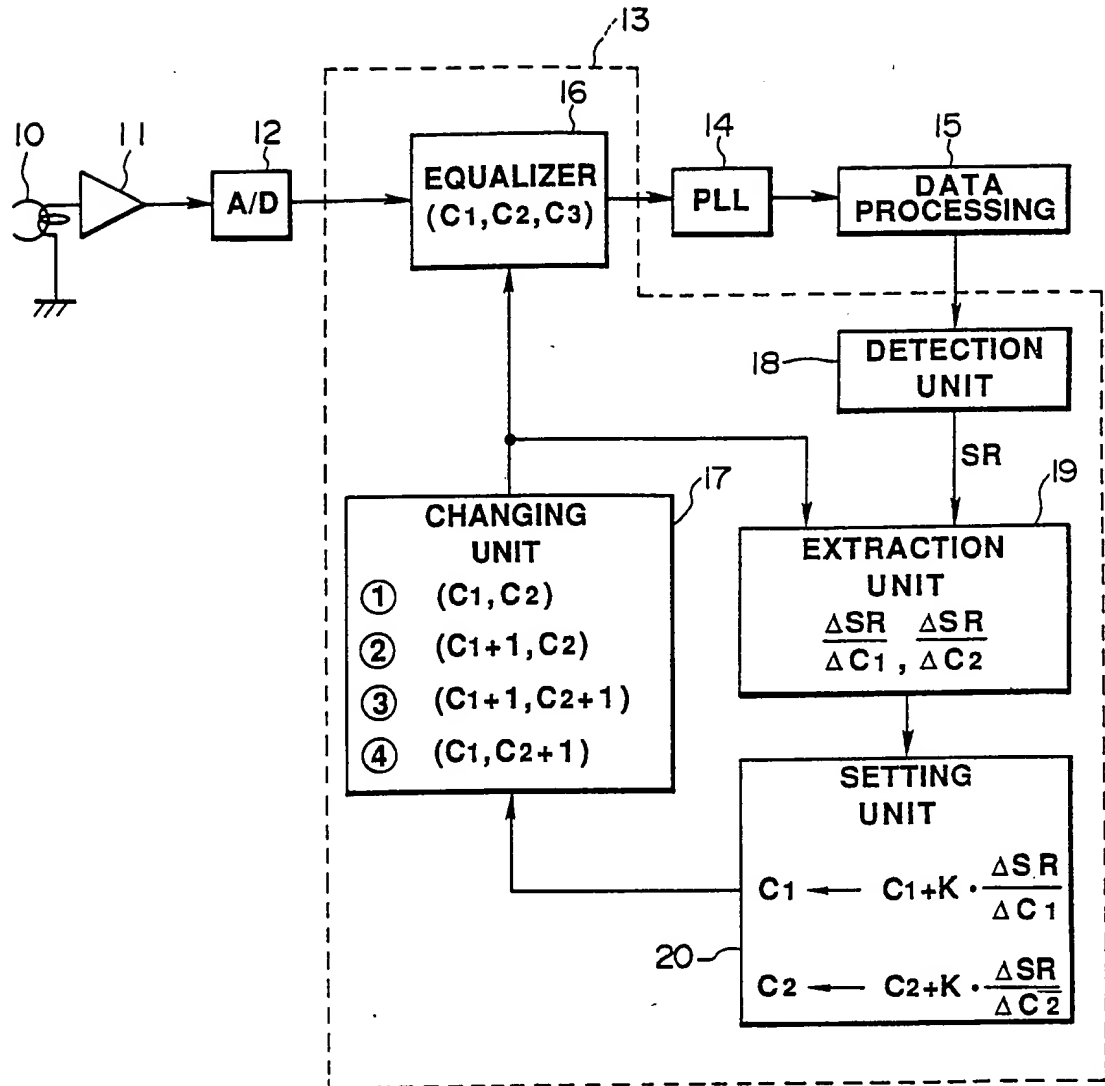 13
10
11
12
16
14
15
A/D
EQUALIZER
(C1,C2,C3)
PLL
DATA
PROCESSING
18
DETECTION
UNIT
SR
17
19
CHANGING
UNIT
① (C1,C2)
② (C1+1,C2)
③ (C1+1,C2+1)
④ (C1,C2+1)
EXTRACTION
UNIT
ΔSR/ΔC1, ΔSR/ΔC2
SETTING
UNIT
C1 ← C1+K·ΔSR/ΔC1
20
C2 ← C2+K·ΔSR/ΔC2